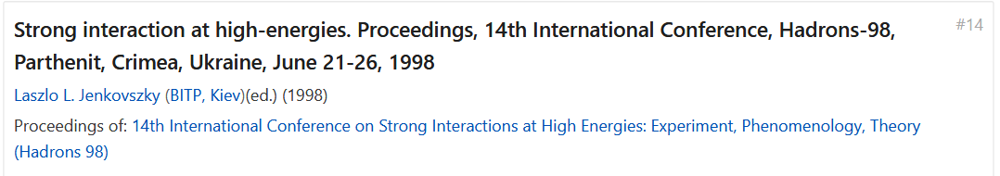 Strong interaction at high-energies. Proceedings, 14th International Conference, Hadrons-98,
#14
Parthenit, Crimea, Ukraine, June 21-26, 1998
Laszlo L. Jenkovszky (BITP, Kiev)(ed.) (1998)
Proceedings of: 14th International Conference on Strong Interactions at High Energies: Experiment, Phenomenology, Theory
(Hadrons 98)